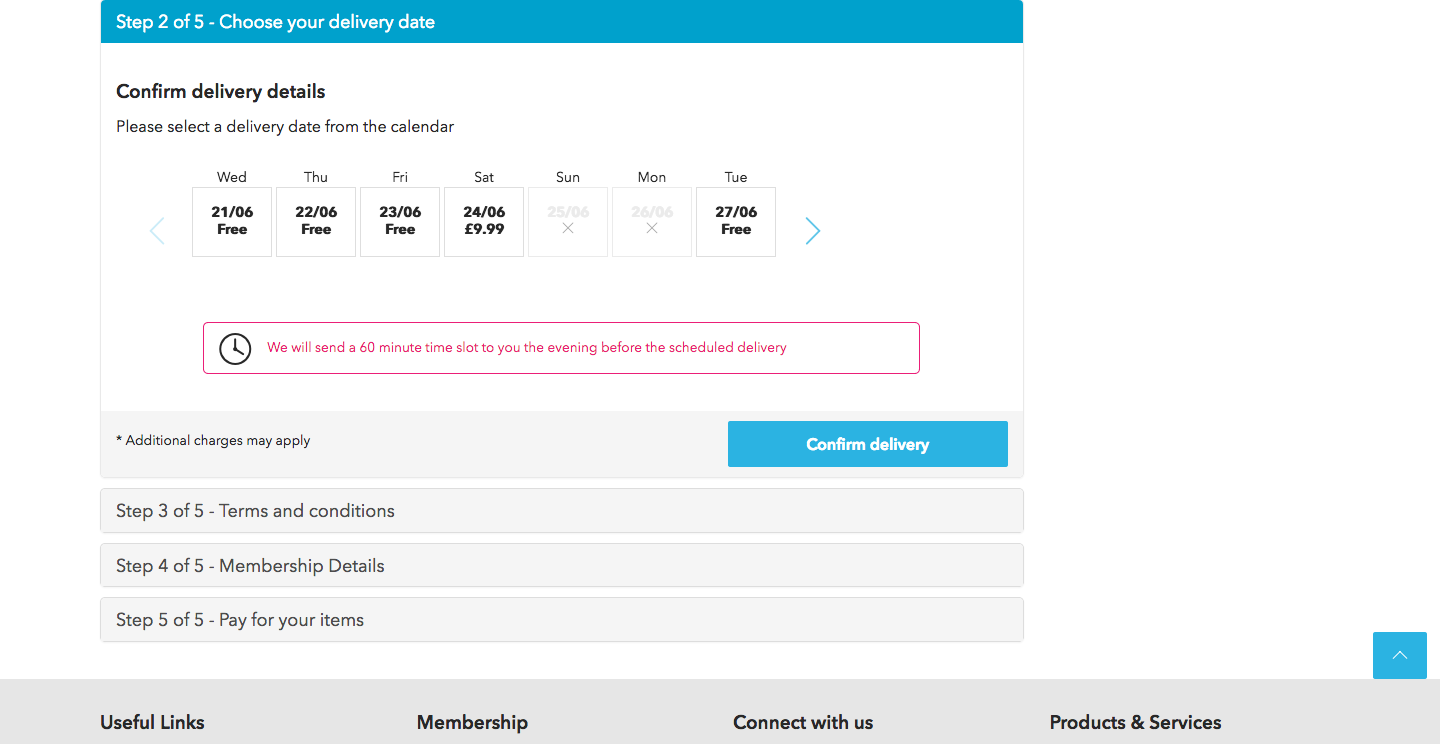 Step 2 of 5 - Choose your delivery date
Confirm delivery details
Please select a delivery date from the calendar
Wed Thu Fri Sat Sun Mon Tue
21/06 22/06 23/06 24/06 25/06 26/06 27/06
Free Free Free £9.99 Free
We will send a 60 minute time slot to you the evening before the scheduled delivery
* Additional charges may apply
Confirm delivery
Step 3 of 5 - Terms and conditions
Step 4 of 5 - Membership Details
Step 5 of 5 - Pay for your items
Useful Links Membership Connect with us Products & Services